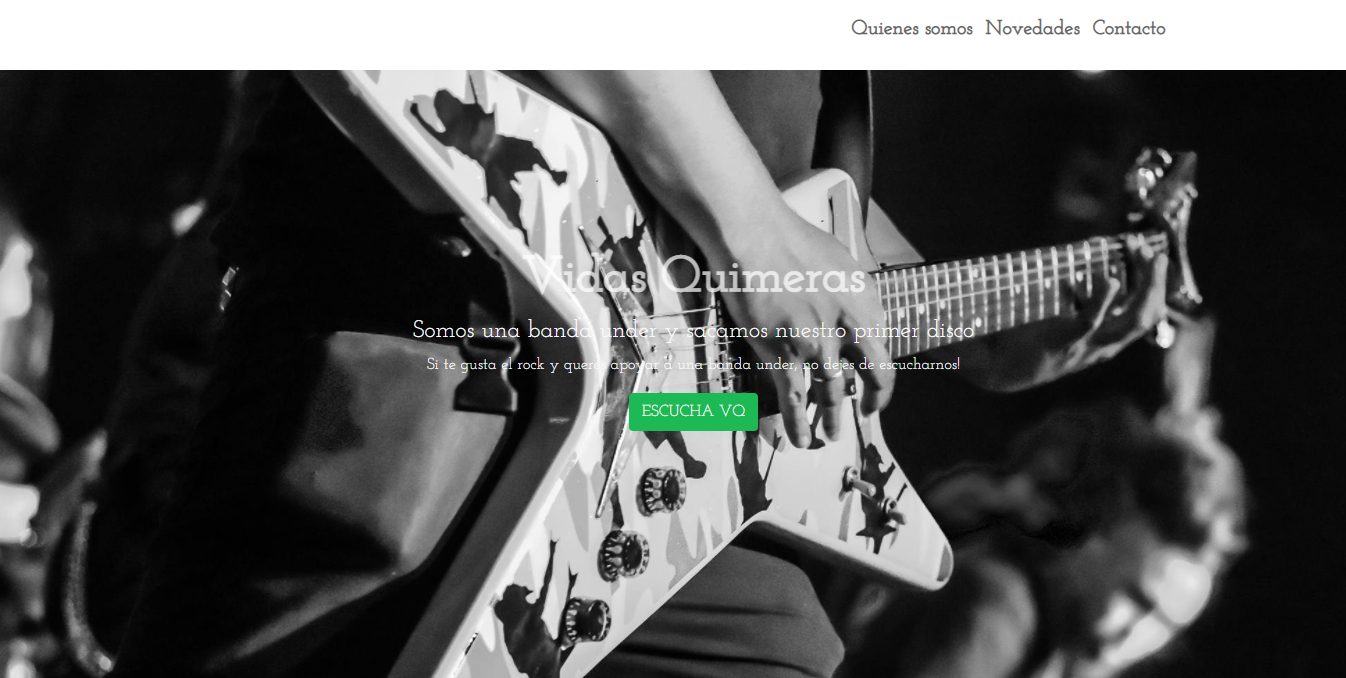 Quienes somos Novedades Contacto
Vidas Quimeras
Somos una banda under y sacamos nuestro primer disco
Si te gusta el rock y querés apoyar a una banda under, no dejes de escucharnos!
ESCUCHA VQ